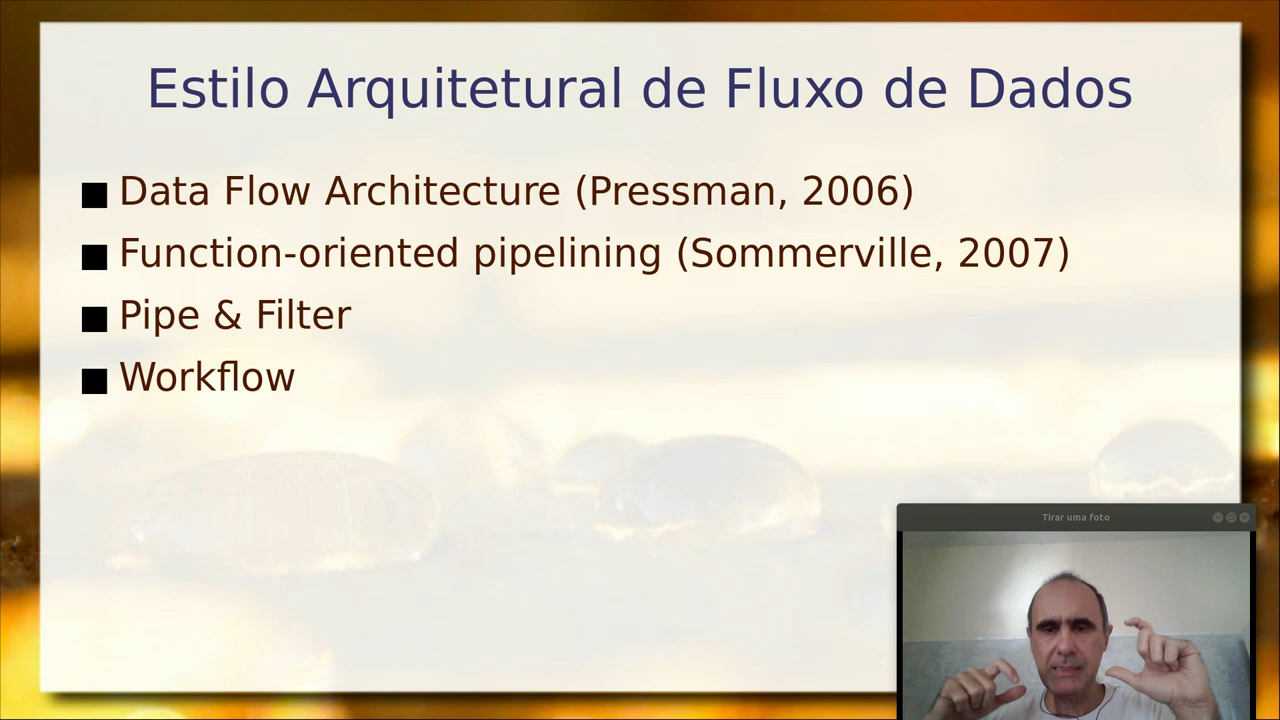 Estilo Arquitetural de Fluxo de Dados
Data Flow Architecture (Pressman, 2006)
Function-oriented pipelining (Sommerville, 2007)
Pipe & Filter
Workflow
Tirar uma foto